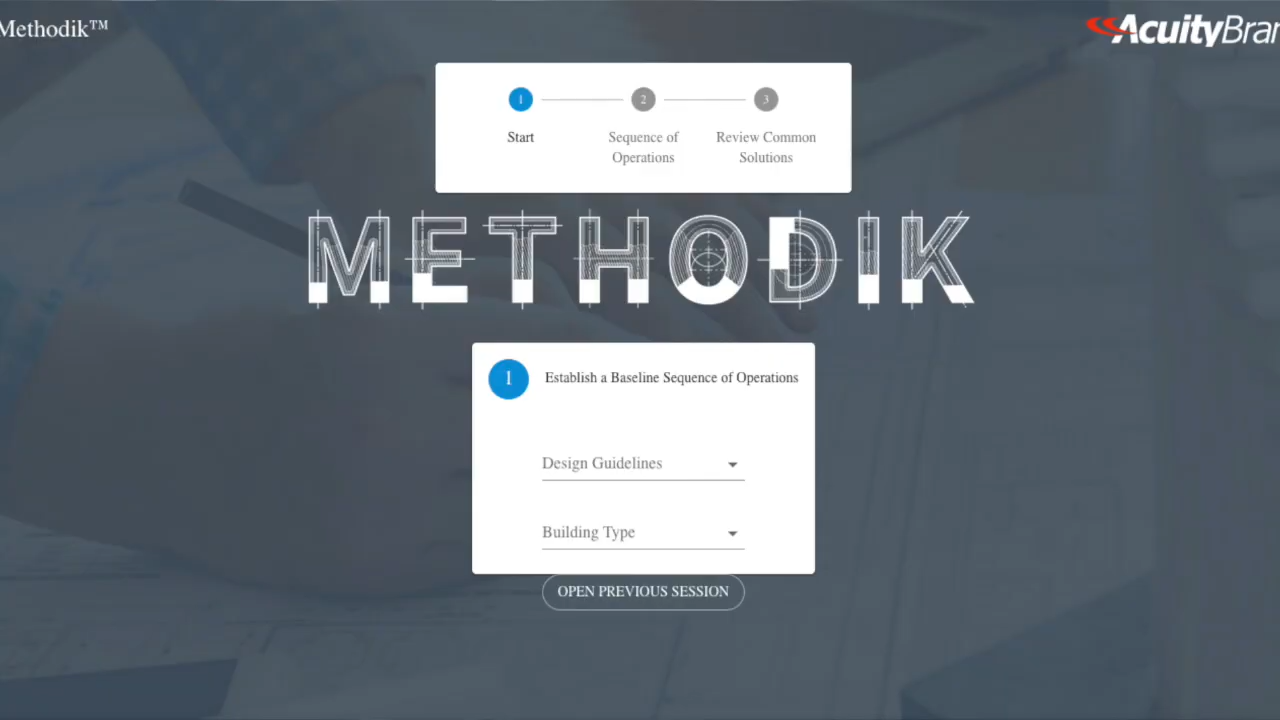 Methodik™
AcuityBran
1
2
3
Start
Sequence of
Operations
Review Common
Solutions
METHODIK
1
Establish a Baseline Sequence of Operations
Design Guidelines
Building Type
OPEN PREVIOUS SESSION